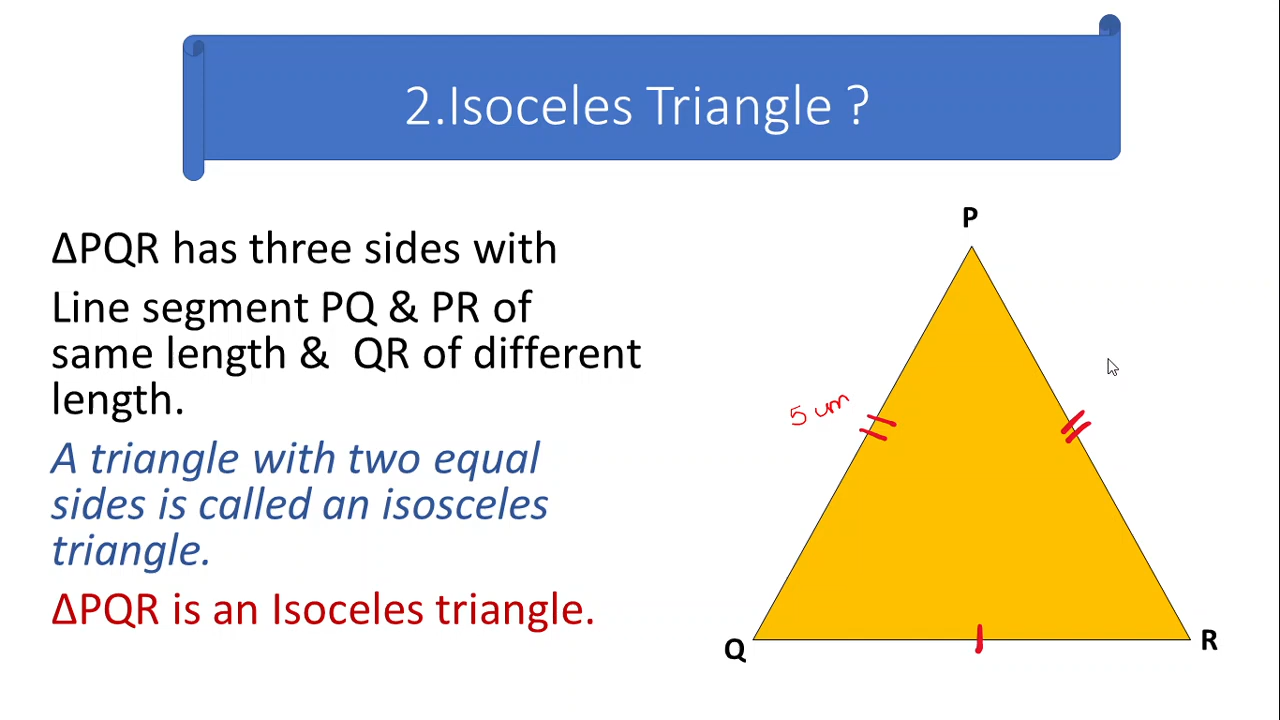 2.Isoceles Triangle ?
ΔPQR has three sides with
Line segment PQ & PR of
same length &  QR of different
length.
A triangle with two equal
sides is called an isosceles
triangle.
ΔPQR is an Isoceles triangle.
P
5 cm
Q
R